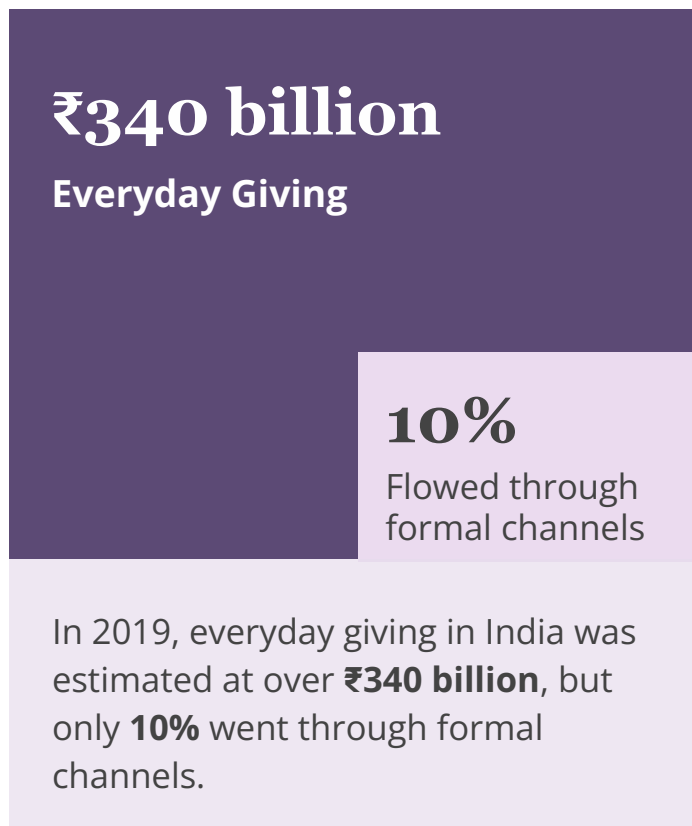 ₹340 billion
Everyday Giving
10%
Flowed through
formal channels
In 2019, everyday giving in India was
estimated at over ₹340 billion, but
only 10% went through formal
channels.